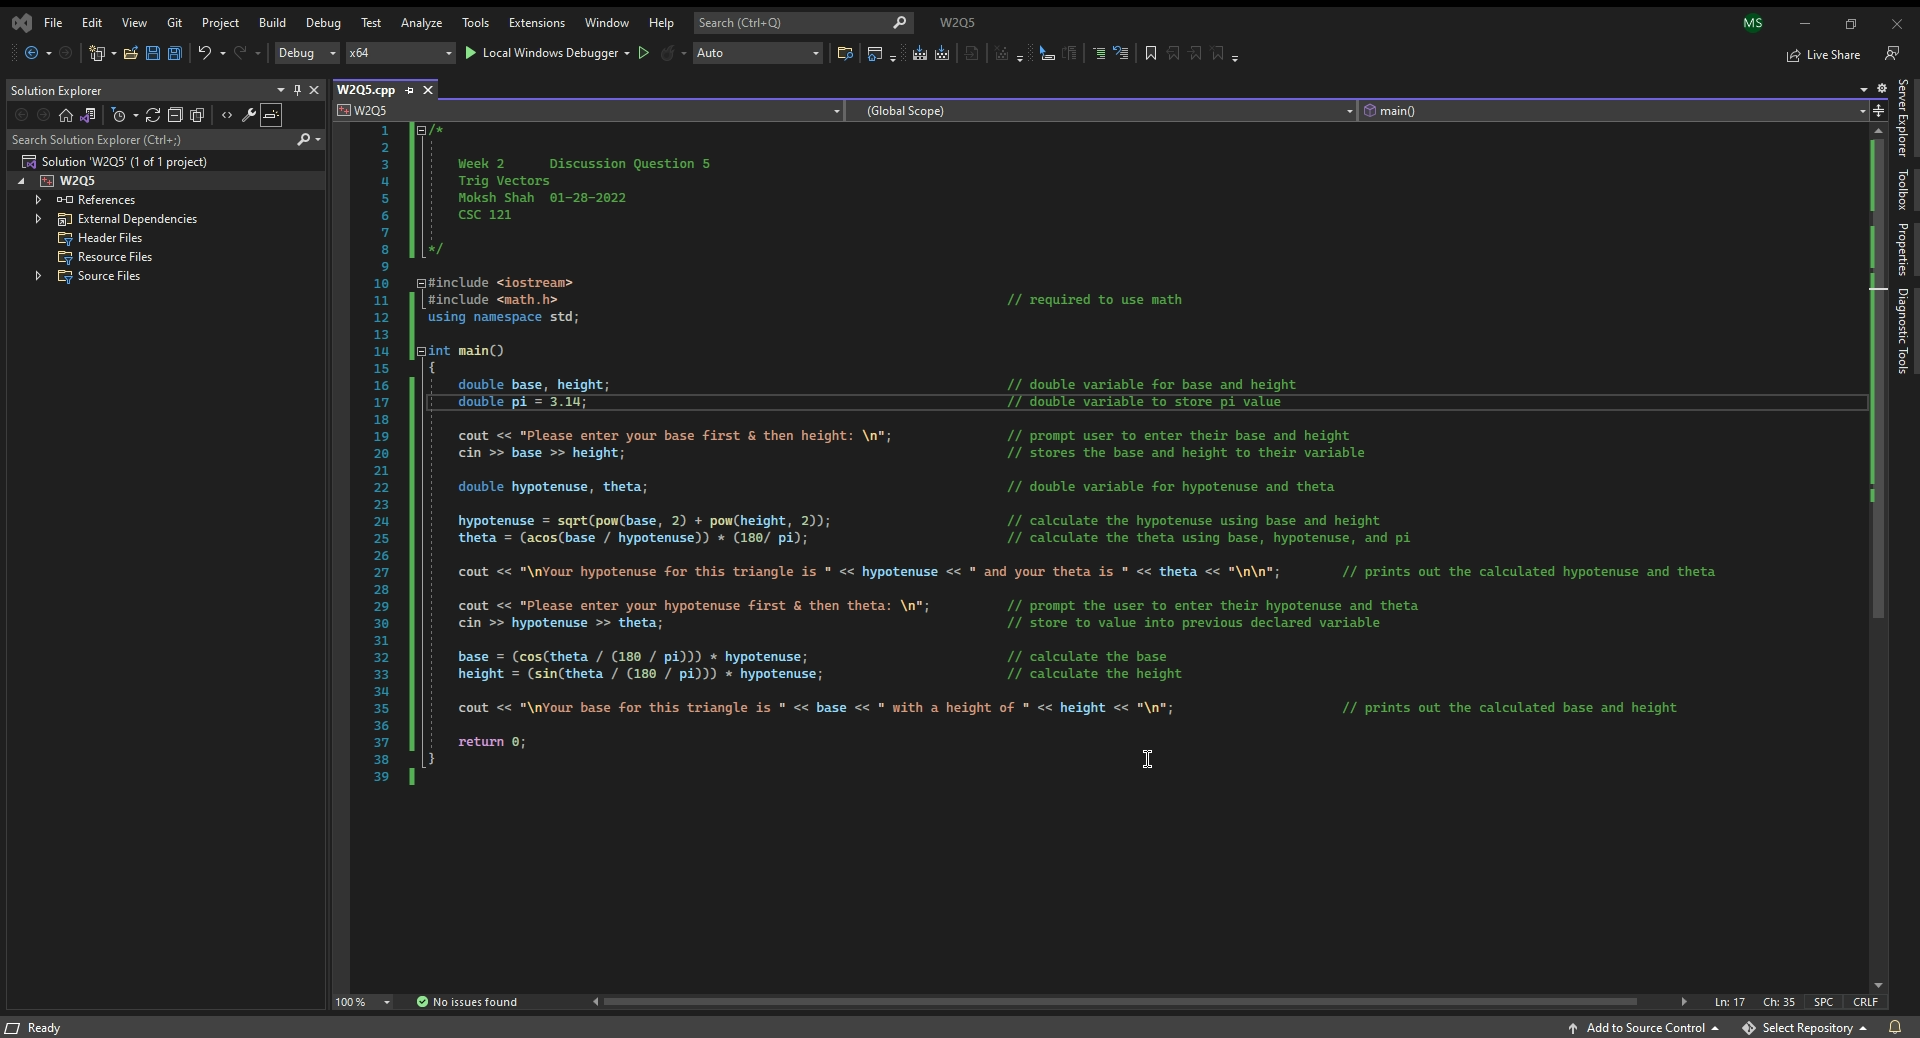 File Edit View Git Project Build Debug Test Analyze Tools Extensions Window Help Search (Ctrl+Q) W2Q5 MS
Debug x64 Local Windows Debugger Auto Live Share
Solution Explorer
Search Solution Explorer (Ctrl+;)
Solution 'W2Q5' (1 of 1 project)
W2Q5
References
External Dependencies
Header Files
Resource Files
Source Files
W2Q5.cpp
W2Q5 (Global Scope) main()
1 /*
2
3 Week 2 Discussion Question 5
4 Trig Vectors
5 Moksh Shah 01-28-2022
6 CSC 121
7
8 */
9
10 #include <iostream>
11 #include <math.h> // required to use math
12 using namespace std;
13
14 int main()
15 {
16 double base, height; // double variable for base and height
17 double pi = 3.14; // double variable to store pi value
18
19 cout << "Please enter your base first & then height: \n"; // prompt user to enter their base and height
20 cin >> base >> height; // stores the base and height to their variable
21
22 double hypotenuse, theta; // double variable for hypotenuse and theta
23
24 hypotenuse = sqrt(pow(base, 2) + pow(height, 2)); // calculate the hypotenuse using base and height
25 theta = (acos(base / hypotenuse)) * (180/ pi); // calculate the theta using base, hypotenuse, and pi
26
27 cout << "\nYour hypotenuse for this triangle is " << hypotenuse << " and your theta is " << theta << "\n\n"; // prints out the calculated hypotenuse and theta
28
29 cout << "Please enter your hypotenuse first & then theta: \n"; // prompt the user to enter their hypotenuse and theta
30 cin >> hypotenuse >> theta; // store to value into previous declared variable
31
32 base = (cos(theta / (180 / pi))) * hypotenuse; // calculate the base
33 height = (sin(theta / (180 / pi))) * hypotenuse; // calculate the height
34
35 cout << "\nYour base for this triangle is " << base << " with a height of " << height << "\n"; // prints out the calculated base and height
36
37 return 0;
38 }
39
Server Explorer
Toolbox
Properties
Diagnostic Tools
100 % No issues found Ln: 17 Ch: 35 SPC CRLF
Ready Add to Source Control Select Repository